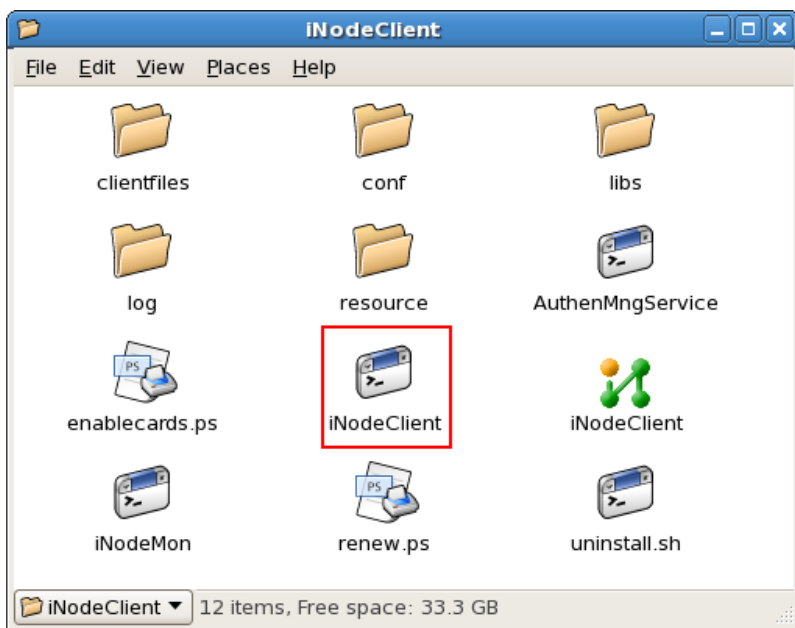 iNodeClient
File Edit View Places Help
clientfiles conf libs
log resource AuthenMngService
PS
enablecards.ps iNodeClient iNodeClient
PS
iNodeMon renew.ps uninstall.sh
iNodeClient 12 items, Free space: 33.3 GB